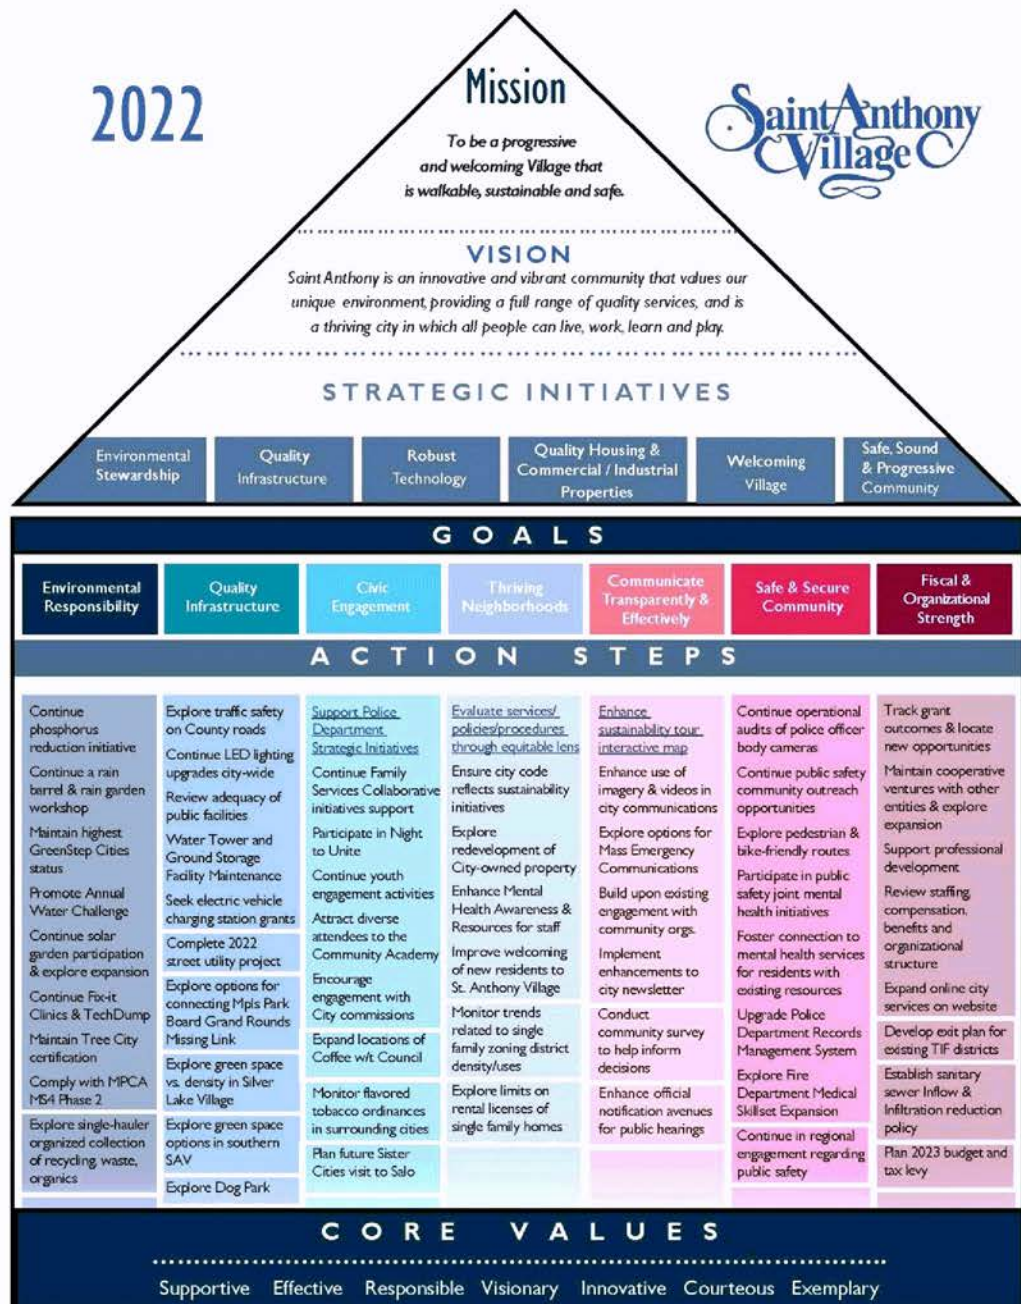 2022
Mission
Saint Anthony
Village
To be a progressive
and welcoming Village that
is walkable, sustainable and safe.
VISION
Saint Anthony is an innovative and vibrant community that values our
unique environment, providing a full range of quality services, and is
a thriving city in which all people can live, work, learn and play.
STRATEGIC INITIATIVES
Environmental
Stewardship
Quality
Infrastructure
Robust
Technology
Quality Housing &
Commercial / Industrial
Properties
Welcoming
Village
Safe, Sound
& Progressive
Community
GOALS
Environmental
Responsibility
Quality
Infrastructure
Civic
Engagement
Thriving
Neighborhoods
Communicate
Transparently &
Effectively
Safe & Secure
Community
Fiscal &
Organizational
Strength
ACTION STEPS
Continue
phosphorus
reduction initiative
Continue a rain
barrel & rain garden
workshop
Maintain highest
GreenStep Cities
status
Promote Annual
Water Challenge
Continue solar
garden participation
& explore expansion
Continue Fix-it
Clinics & TechDump
Maintain Tree City
certification
Comply with MPCA
MS4 Phase 2
Explore single-hauler
organized collection
of recycling, waste,
organics
Explore traffic safety
on County roads
Continue LED lighting
upgrades city-wide
Review adequacy of
public facilities
Water Tower and
Ground Storage
Facility Maintenance
Seek electric vehicle
charging station grants
Complete 2022
street utility project
Explore options for
connecting Mpls Park
Board Grand Rounds
Missing Link
Explore green space
vs. density in Silver
Lake Village
Explore green space
options in southern
SAV
Explore Dog Park
Support Police
Department
Strategic Initiatives
Continue Family
Services Collaborative
initiatives support
Participate in Night
to Unite
Continue youth
engagement activities
Attract diverse
attendees to the
Community Academy
Encourage
engagement with
City commissions
Expand locations of
Coffee w/t Council
Monitor flavored
tobacco ordinances
in surrounding cities
Plan future Sister
Cities visit to Salo
Evaluate services/
policies/procedures
through equitable lens
Ensure city code
reflects sustainability
initiatives
Explore
redevelopment of
City-owned property
Enhance Mental
Health Awareness &
Resources for staff
Improve welcoming
of new residents to
St. Anthony Village
Monitor trends
related to single
family zoning district
density/uses
Explore limits on
rental licenses of
single family homes
Enhance
sustainability tour
interactive map
Enhance use of
imagery & videos in
city communications
Explore options for
Mass Emergency
Communications
Build upon existing
engagement with
community orgs.
Implement
enhancements to
city newsletter
Conduct
community survey
to help inform
decisions
Enhance official
notification avenues
for public hearings
Continue operational
audits of police officer
body cameras
Continue public safety
community outreach
opportunities
Explore pedestrian &
bike-friendly routes
Participate in public
safety joint mental
health initiatives
Foster connection to
mental health services
for residents with
existing resources
Upgrade Police
Department Records
Management System
Explore Fire
Department Medical
Skillset Expansion
Continue in regional
engagement regarding
public safety
Track grant
outcomes & locate
new opportunities
Maintain cooperative
ventures with other
entities & explore
expansion
Support professional
development
Review staffing,
compensation,
benefits and
organizational
structure
Expand online city
services on website
Develop exit plan for
existing TIF districts
Establish sanitary
sewer Inflow &
Infiltration reduction
policy
Plan 2023 budget and
tax levy
CORE VALUES
Supportive Effective Responsible Visionary Innovative Courteous Exemplary